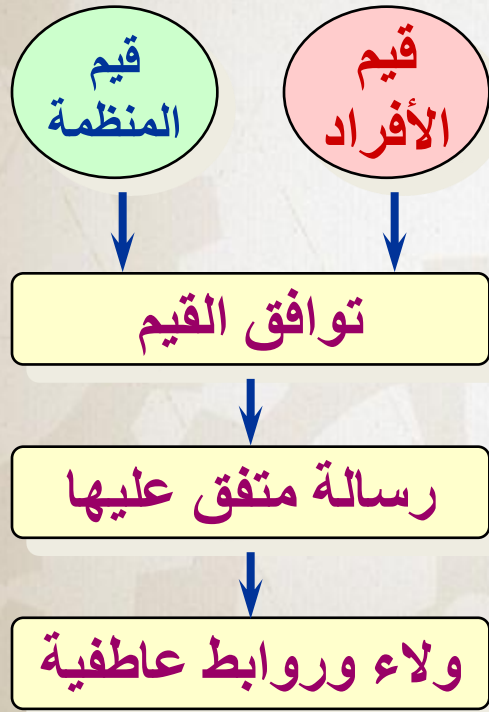 قيم
الأفراد
قيم
المنظمة
توافق القيم
رسالة متفق عليها
ولاء وروابط عاطفية